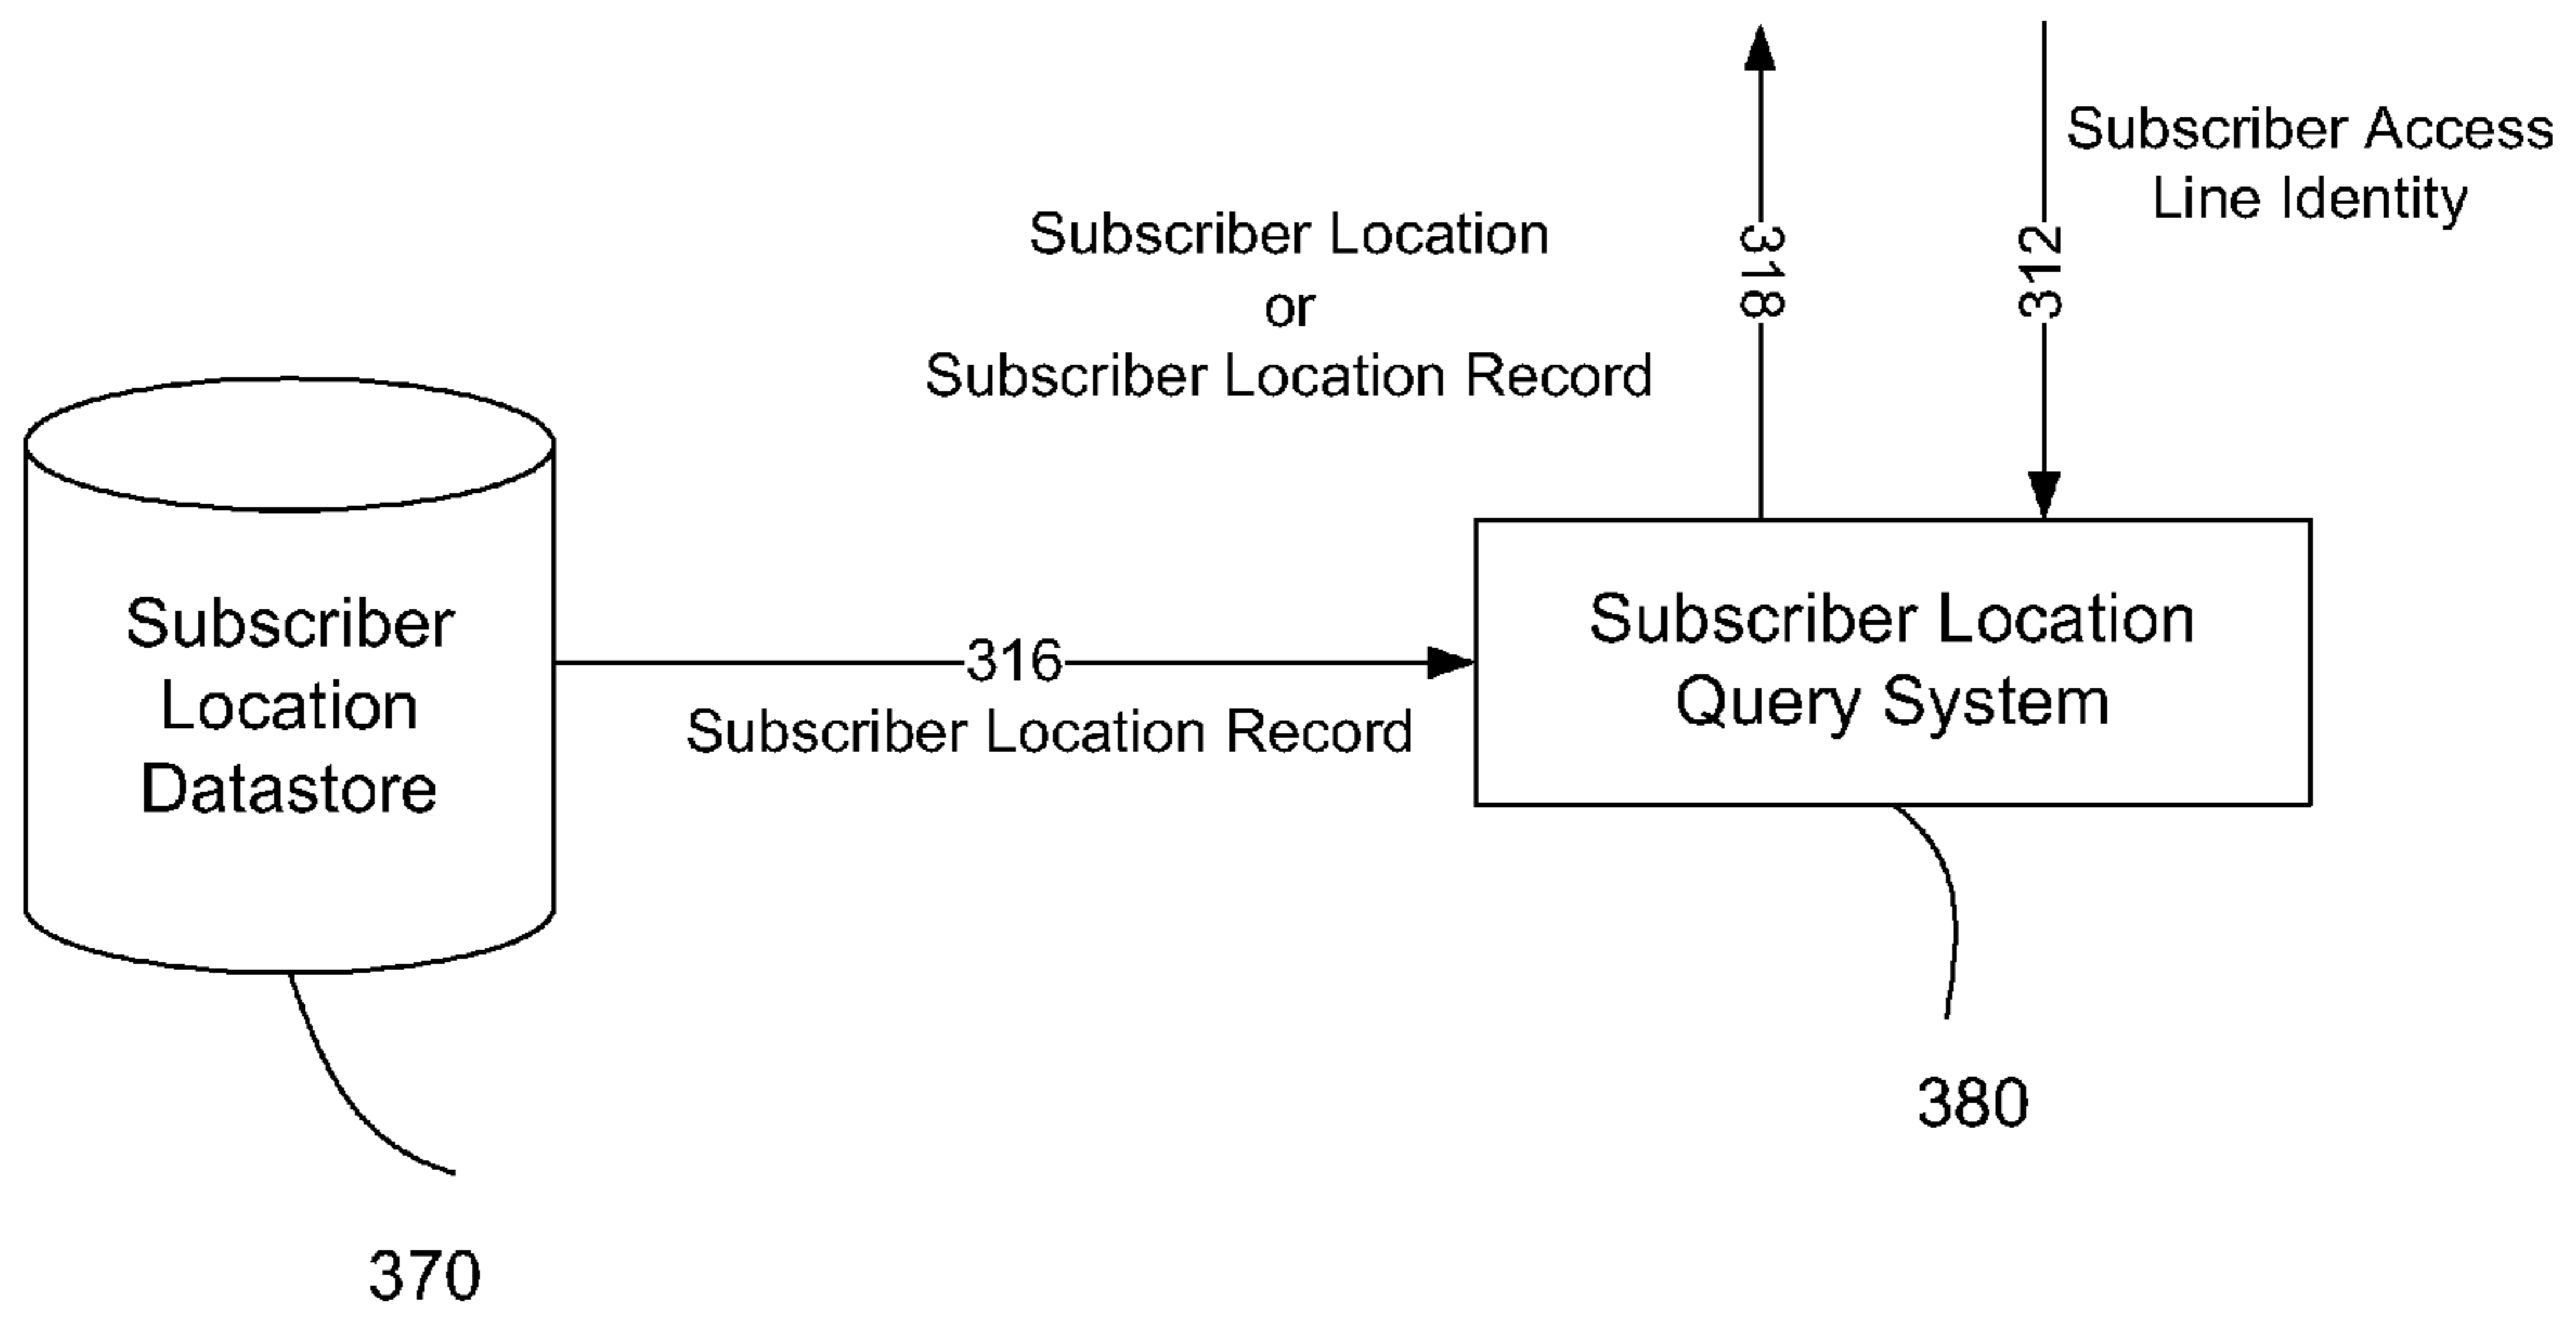 318
312
Subscriber Access
Line Identity
Subscriber Location
or
Subscriber Location Record
Subscriber
Location
Datastore
316
Subscriber Location Record
Subscriber Location
Query System
380
370